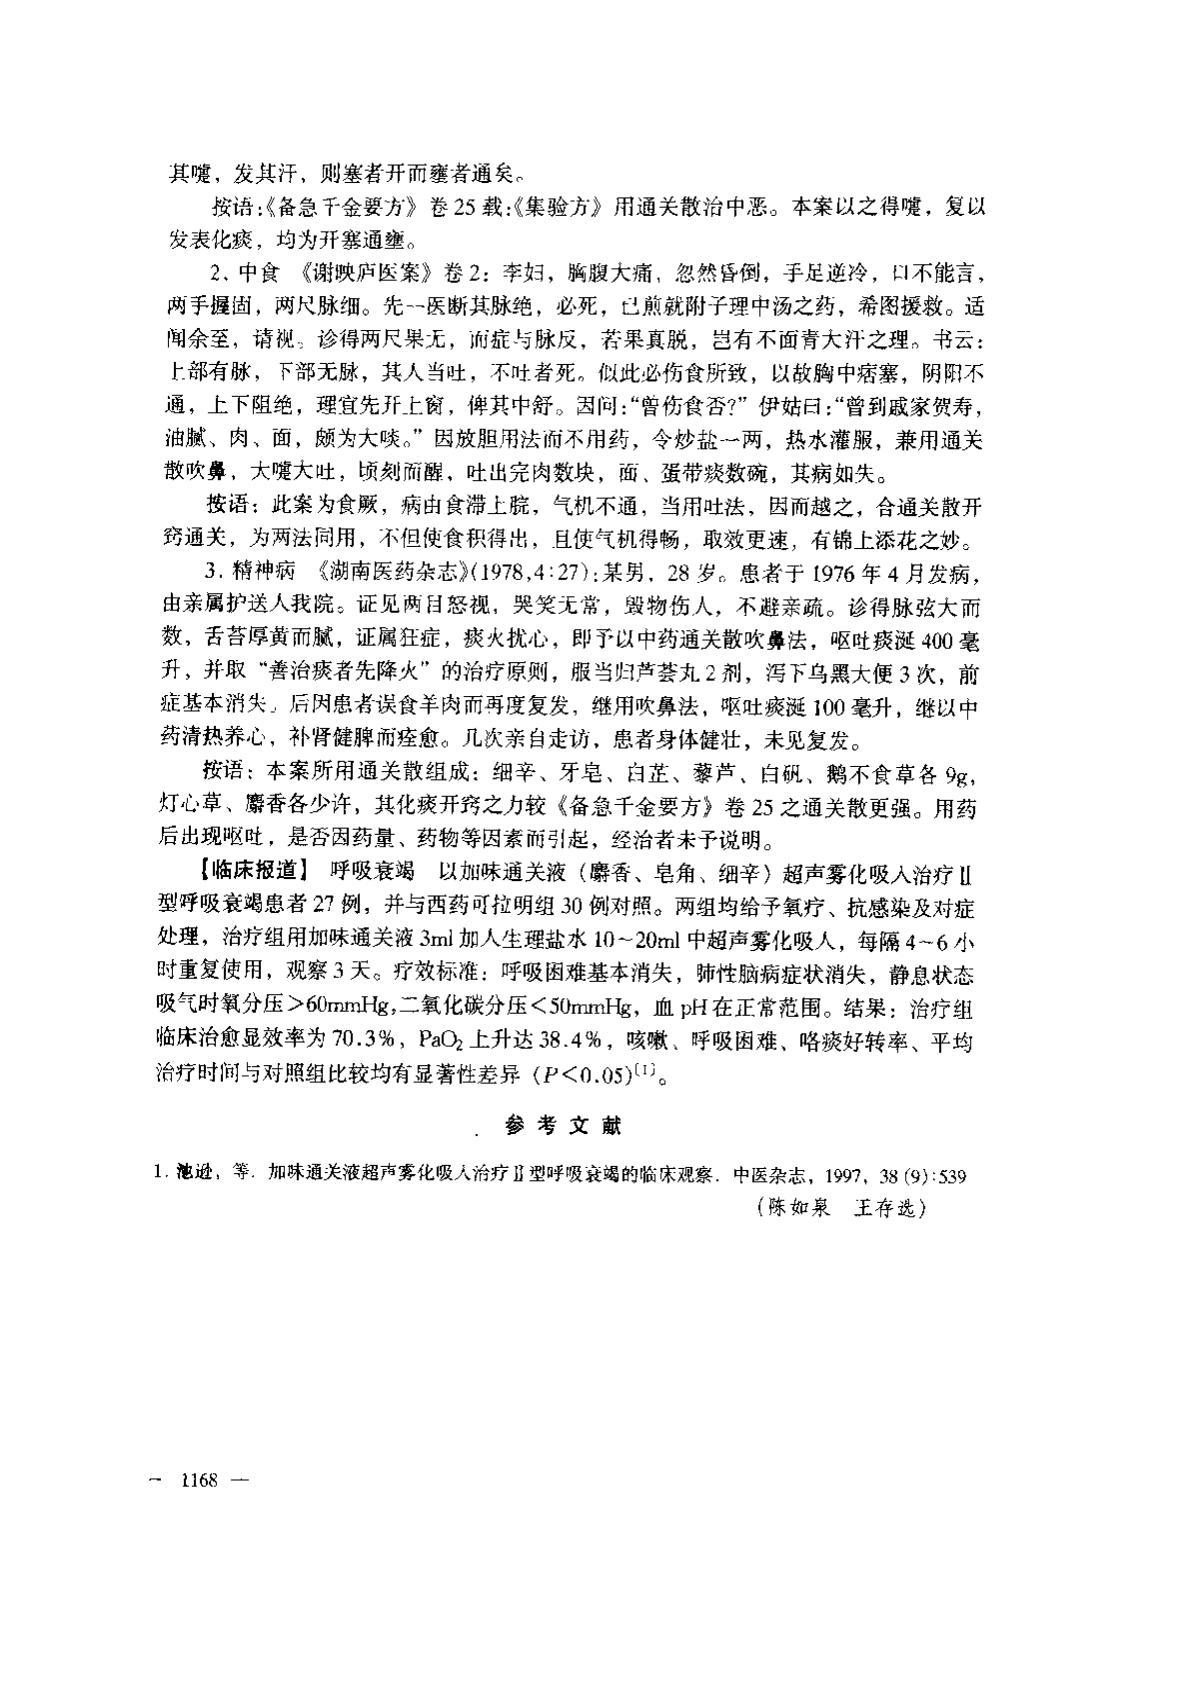 其嚏，发其汗，则塞者开而壅者通矣。
按语：《备急千金要方》卷 25 载：《集验方》用通关散治中恶。本案以之得嚏，复以
发表化痰，均为开塞通壅。
2、中食 《谢映庐医案》卷 2：李妇，胸腹大痛，忽然昏倒，手足逆冷，口不能言，
两手握固，两尺脉细。先一医断其脉绝，必死，已煎就附子理中汤之药，希图援救。适
闻余至，请视。诊得两尺果无，而症与脉反，若果真脱，岂有不面青大汗之理。书云：
上部有脉，下部无脉，其人当吐，不吐者死。似此必伤食所致，以故胸中痞塞，阴阳不
通，上下阻绝，理宜先开上窍，俾其中舒。因问：“曾伤食否?”伊姑曰：“曾到戚家贺寿，
油腻、肉、面，颇为大啖。”因放胆用法而不用药，令炒盐一两，热水灌服，兼用通关
散吹鼻，大嚏大吐，顷刻而醒，吐出完肉数块，面、蛋带痰数碗，其病如失。
按语：此案为食厥，病由食滞上脘，气机不通，当用吐法，因而越之，合通关散开
窍通关，为两法同用，不但使食积得出，且使气机得畅，取效更速，有锦上添花之妙。
3．精神病 《湖南医药杂志》(1978,4:27)：某男，28 岁。患者于 1976 年 4 月发病，
由亲属护送入我院。证见两目怒视，哭笑无常，毁物伤人，不避亲疏。诊得脉弦大而
数，舌苔厚黄而腻，证属狂症，痰火扰心，即予以中药通关散吹鼻法，呕吐痰涎 400 毫
升，并取“善治痰者先降火”的治疗原则，服当归芦荟丸 2 剂，泻下乌黑大便 3 次，前
症基本消失。后因患者误食羊肉而再度复发，继用吹鼻法，呕吐痰涎 100 毫升，继以中
药清热养心，补肾健脾而痊愈。几次亲自走访，患者身体健壮，未见复发。
按语：本案所用通关散组成：细辛、牙皂、白芷、藜芦、白矾、鹅不食草各 9g，
灯心草、麝香各少许，其化痰开窍之力较《备急千金要方》卷 25 之通关散更强。用药
后出现呕吐，是否因药量、药物等因素而引起，经治者未予说明。
【临床报道】 呼吸衰竭 以加味通关液（麝香、皂角、细辛）超声雾化吸入治疗Ⅱ
型呼吸衰竭患者 27 例，并与西药可拉明组 30 例对照。两组均给予氧疗、抗感染及对症
处理，治疗组用加味通关液 3ml 加入生理盐水 10～20ml 中超声雾化吸入，每隔 4～6 小
时重复使用，观察 3 天。疗效标准：呼吸困难基本消失，肺性脑病症状消失，静息状态
吸气时氧分压＞60mmHg，二氧化碳分压＜50mmHg，血 pH 在正常范围。结果：治疗组
临床治愈显效率为 70.3%，PaO₂ 上升达 38.4%，咳嗽、呼吸困难、咯痰好转率、平均
治疗时间与对照组比较均有显著性差异（P＜0.05）[1]。
参 考 文 献
1．池逊，等．加味通关液超声雾化吸入治疗Ⅱ型呼吸衰竭的临床观察．中医杂志，1997，38 (9):539
（陈如泉 王存选）
— 1168 —